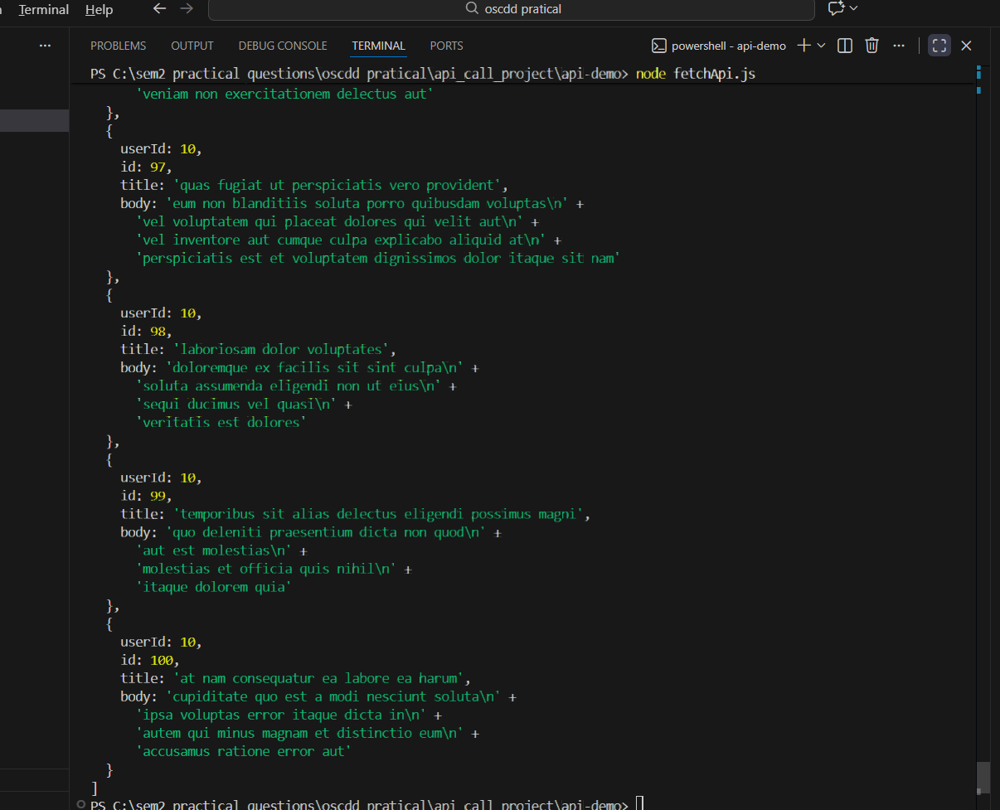 Terminal Help oscdd pratical
PROBLEMS OUTPUT DEBUG CONSOLE TERMINAL PORTS powershell - api-demo
PS C:\sem2 practical questions\oscdd pratical\api_call_project\api-demo> node fetchApi.js
'veniam non exercitationem delectus aut'
},
{
userId: 10,
id: 97,
title: 'quas fugiat ut perspiciatis vero provident',
body: 'eum non blanditiis soluta porro quibusdam voluptas\n' +
'vel voluptatem qui placeat dolores qui velit aut\n' +
'vel inventore aut cumque culpa explicabo aliquid at\n' +
'perspiciatis est et voluptatem dignissimos dolor itaque sit nam'
},
{
userId: 10,
id: 98,
title: 'laboriosam dolor voluptates',
body: 'doloremque ex facilis sit sint culpa\n' +
'soluta assumenda eligendi non ut eius\n' +
'sequi ducimus vel quasi\n' +
'veritatis est dolores'
},
{
userId: 10,
id: 99,
title: 'temporibus sit alias delectus eligendi possimus magni',
body: 'quo deleniti praesentium dicta non quod\n' +
'aut est molestias\n' +
'molestias et officia quis nihil\n' +
'itaque dolorem quia'
},
{
userId: 10,
id: 100,
title: 'at nam consequatur ea labore ea harum',
body: 'cupiditate quo est a modi nesciunt soluta\n' +
'ipsa voluptas error itaque dicta in\n' +
'autem qui minus magnam et distinctio eum\n' +
'accusamus ratione error aut'
}
]
PS C:\sem2 practical questions\oscdd pratical\api_call_project\api-demo>